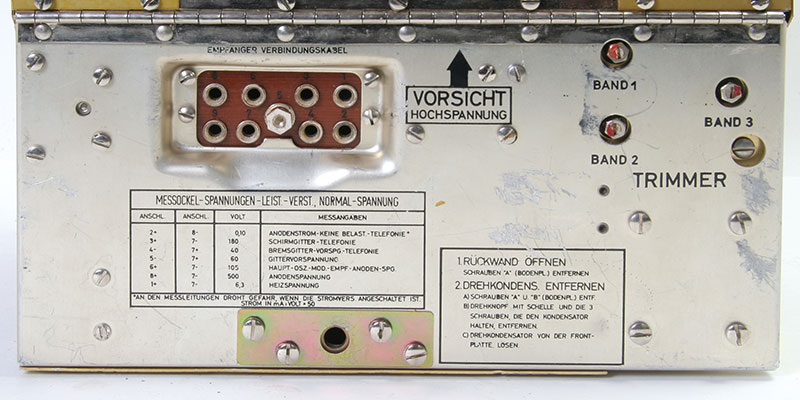 EMPFÄNGER VERBINDUNGSKABEL
VORSICHT
HOCHSPANNUNG
BAND 1
BAND 3
BAND 2
TRIMMER
MESSOCKEL-SPANNUNGEN-LEIST.-VERST., NORMAL-SPANNUNG
ANSCHL. ANSCHL. VOLT MESSANGABEN
2+ 8- 0,10 ANODENSTROM-KEINE BELAST.-TELEFONIE*
3+ 7- 180 SCHIRMGITTER-TELEFONIE
4- 7+ 40 BREMSGITTER-VORSPG.-TELEFONIE
5- 7+ 60 GITTERVORSPANNUNG
6+ 7- 105 HAUPT-OSZ.-MOD.-EMPF.-ANODEN-SPG.
8+ 7- 500 ANODENSPANNUNG
1+ 7- 6,3 HEIZSPANNUNG
*AN DEN MESSLEITUNGEN DROHT GEFAHR, WENN DIE STROMVERS. ANGESCHALTET IST.
STROM IN mA=VOLT×50
1. RÜCKWAND ÖFFNEN
SCHRAUBEN "A" (BODENPL.) ENTFERNEN
2. DREHKONDENS. ENTFERNEN
A) SCHRAUBEN "A" U. "B" (BODENPL.) ENTF.
B) DREHKNOPF MIT SCHELLE UND DIE 3
SCHRAUBEN, DIE DEN KONDENSATOR
HALTEN, ENTFERNEN.
C) DREHKONDENSATOR VON DER FRONT-
PLATTE, LÖSEN.